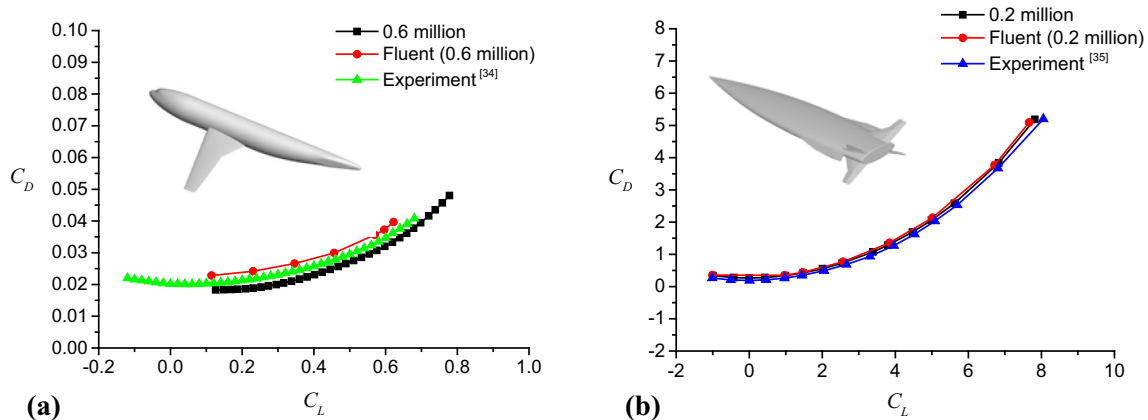 0.10
0.09
0.08
0.07
0.06
0.05
0.04
0.03
0.02
0.01
0.00
C_D
-0.2 0.0 0.2 0.4 0.6 0.8 1.0
C_L
0.6 million
Fluent (0.6 million)
Experiment [34]
(a)
8
7
6
5
4
3
2
1
0
-1
-2
C_D
-2 0 2 4 6 8 10
C_L
0.2 million
Fluent (0.2 million)
Experiment [35]
(b)